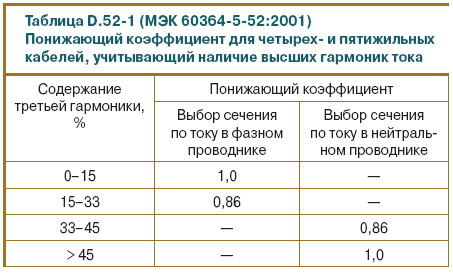 Таблица D.52-1 (МЭК 60364-5-52:2001)
Понижающий коэффициент для четырех- и пятижильных
кабелей, учитывающий наличие высших гармоник тока
Содержание
третьей гармоники,
%
Понижающий коэффициент
Выбор сечения
по току в фазном
проводнике
Выбор сечения
по току в нейтраль-
ном проводнике
0–15 1,0 —
15–33 0,86 —
33–45 — 0,86
> 45 — 1,0